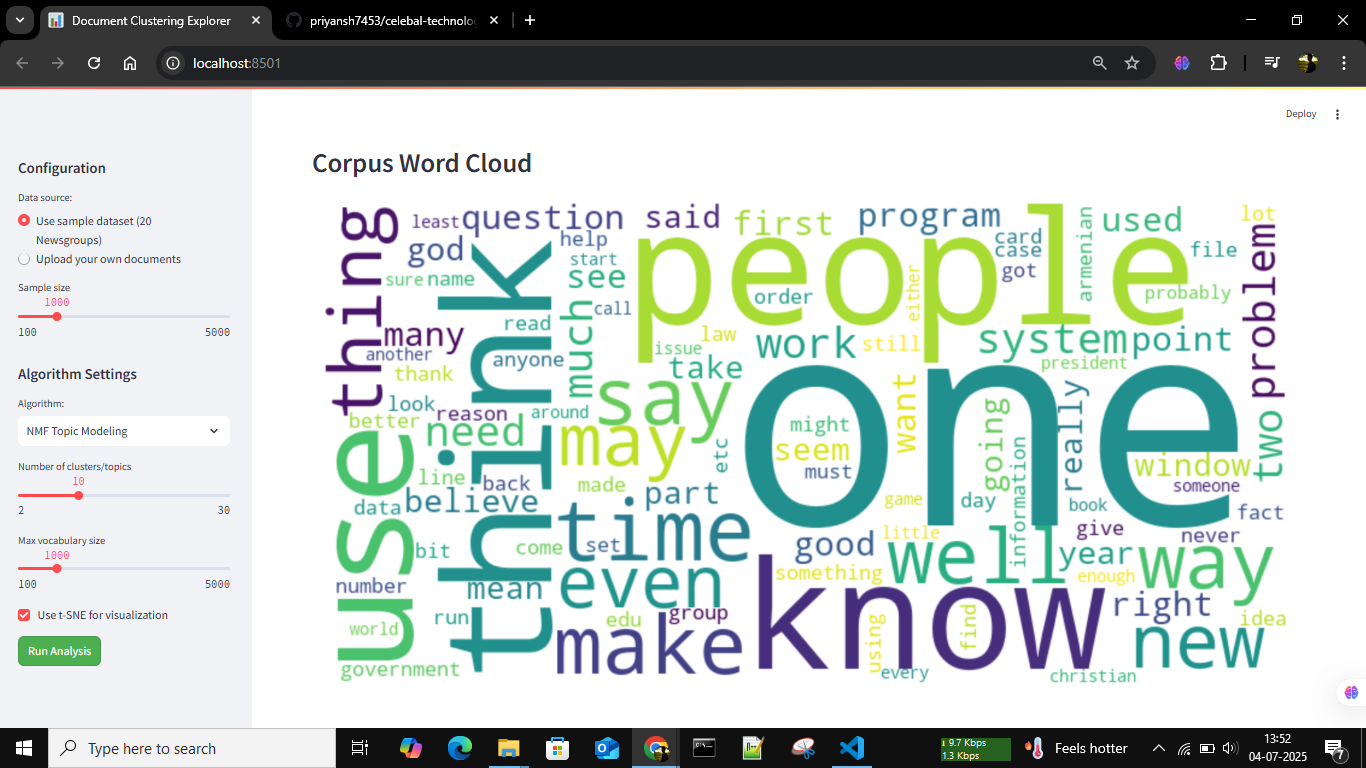 Document Clustering Explorer
priyansh7453/celebal-technolo
localhost:8501
Deploy
Configuration
Data source:
Use sample dataset (20
Newsgroups)
Upload your own documents
Sample size
1000
100 5000
Algorithm Settings
Algorithm:
NMF Topic Modeling
Number of clusters/topics
10
2 30
Max vocabulary size
1000
100 5000
Use t-SNE for visualization
Run Analysis
Corpus Word Cloud
thing
least
question
said
first
program
used
lot
god
help
people
card
case
armenian
file
problem
sure
name
think
start
see
order
either
got
probably
many
read
much
call
law
work
still
system
point
another
anyone
issue
take
president
thank
look
reason
around
say
one
want
going
really
two
better
need
may
etc
might
seem
must
window
someone
use
line
back
made
part
game
day
information
book
fact
data
believe
time
little
give
never
bit
come
set
good
well
year
way
number
mean
even
something
enough
world
run
edu
group
know
right
idea
government
make
using
find
new
every
christian
Type here to search
9.7 Kbps
1.3 Kbps
Feels hotter
13:52
04-07-2025
7